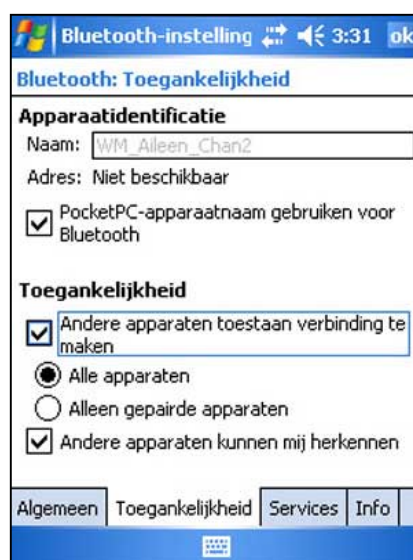 Bluetooth-instelling 3:31 ok
Bluetooth: Toegankelijkheid
Apparaatidentificatie
Naam: WM_Aileen_Chan2
Adres: Niet beschikbaar
PocketPC-apparaatnaam gebruiken voor
Bluetooth
Toegankelijkheid
Andere apparaten toestaan verbinding te
maken
Alle apparaten
Alleen gepairde apparaten
Andere apparaten kunnen mij herkennen
Algemeen Toegankelijkheid Services Info